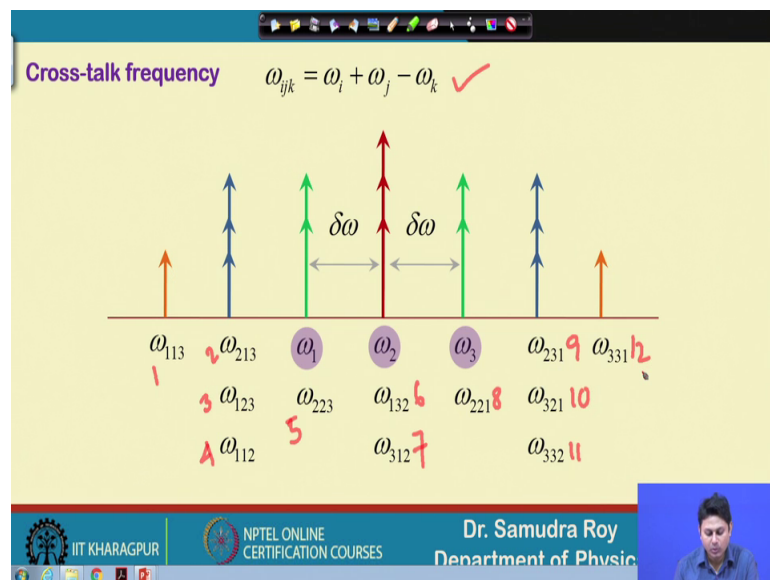 Cross-talk frequency ω_ijk = ω_i + ω_j − ω_k ✓
δω δω
ω_113 2 ω_213 ω_1 ω_2 ω_3 ω_231 9 ω_331 12
1
3 ω_123 ω_223 ω_132 6 ω_221 8 ω_321 10
5
4 ω_112 ω_312 7 ω_332 11
IIT KHARAGPUR
NPTEL ONLINE
CERTIFICATION COURSES
Dr. Samudra Roy
Department of Physic